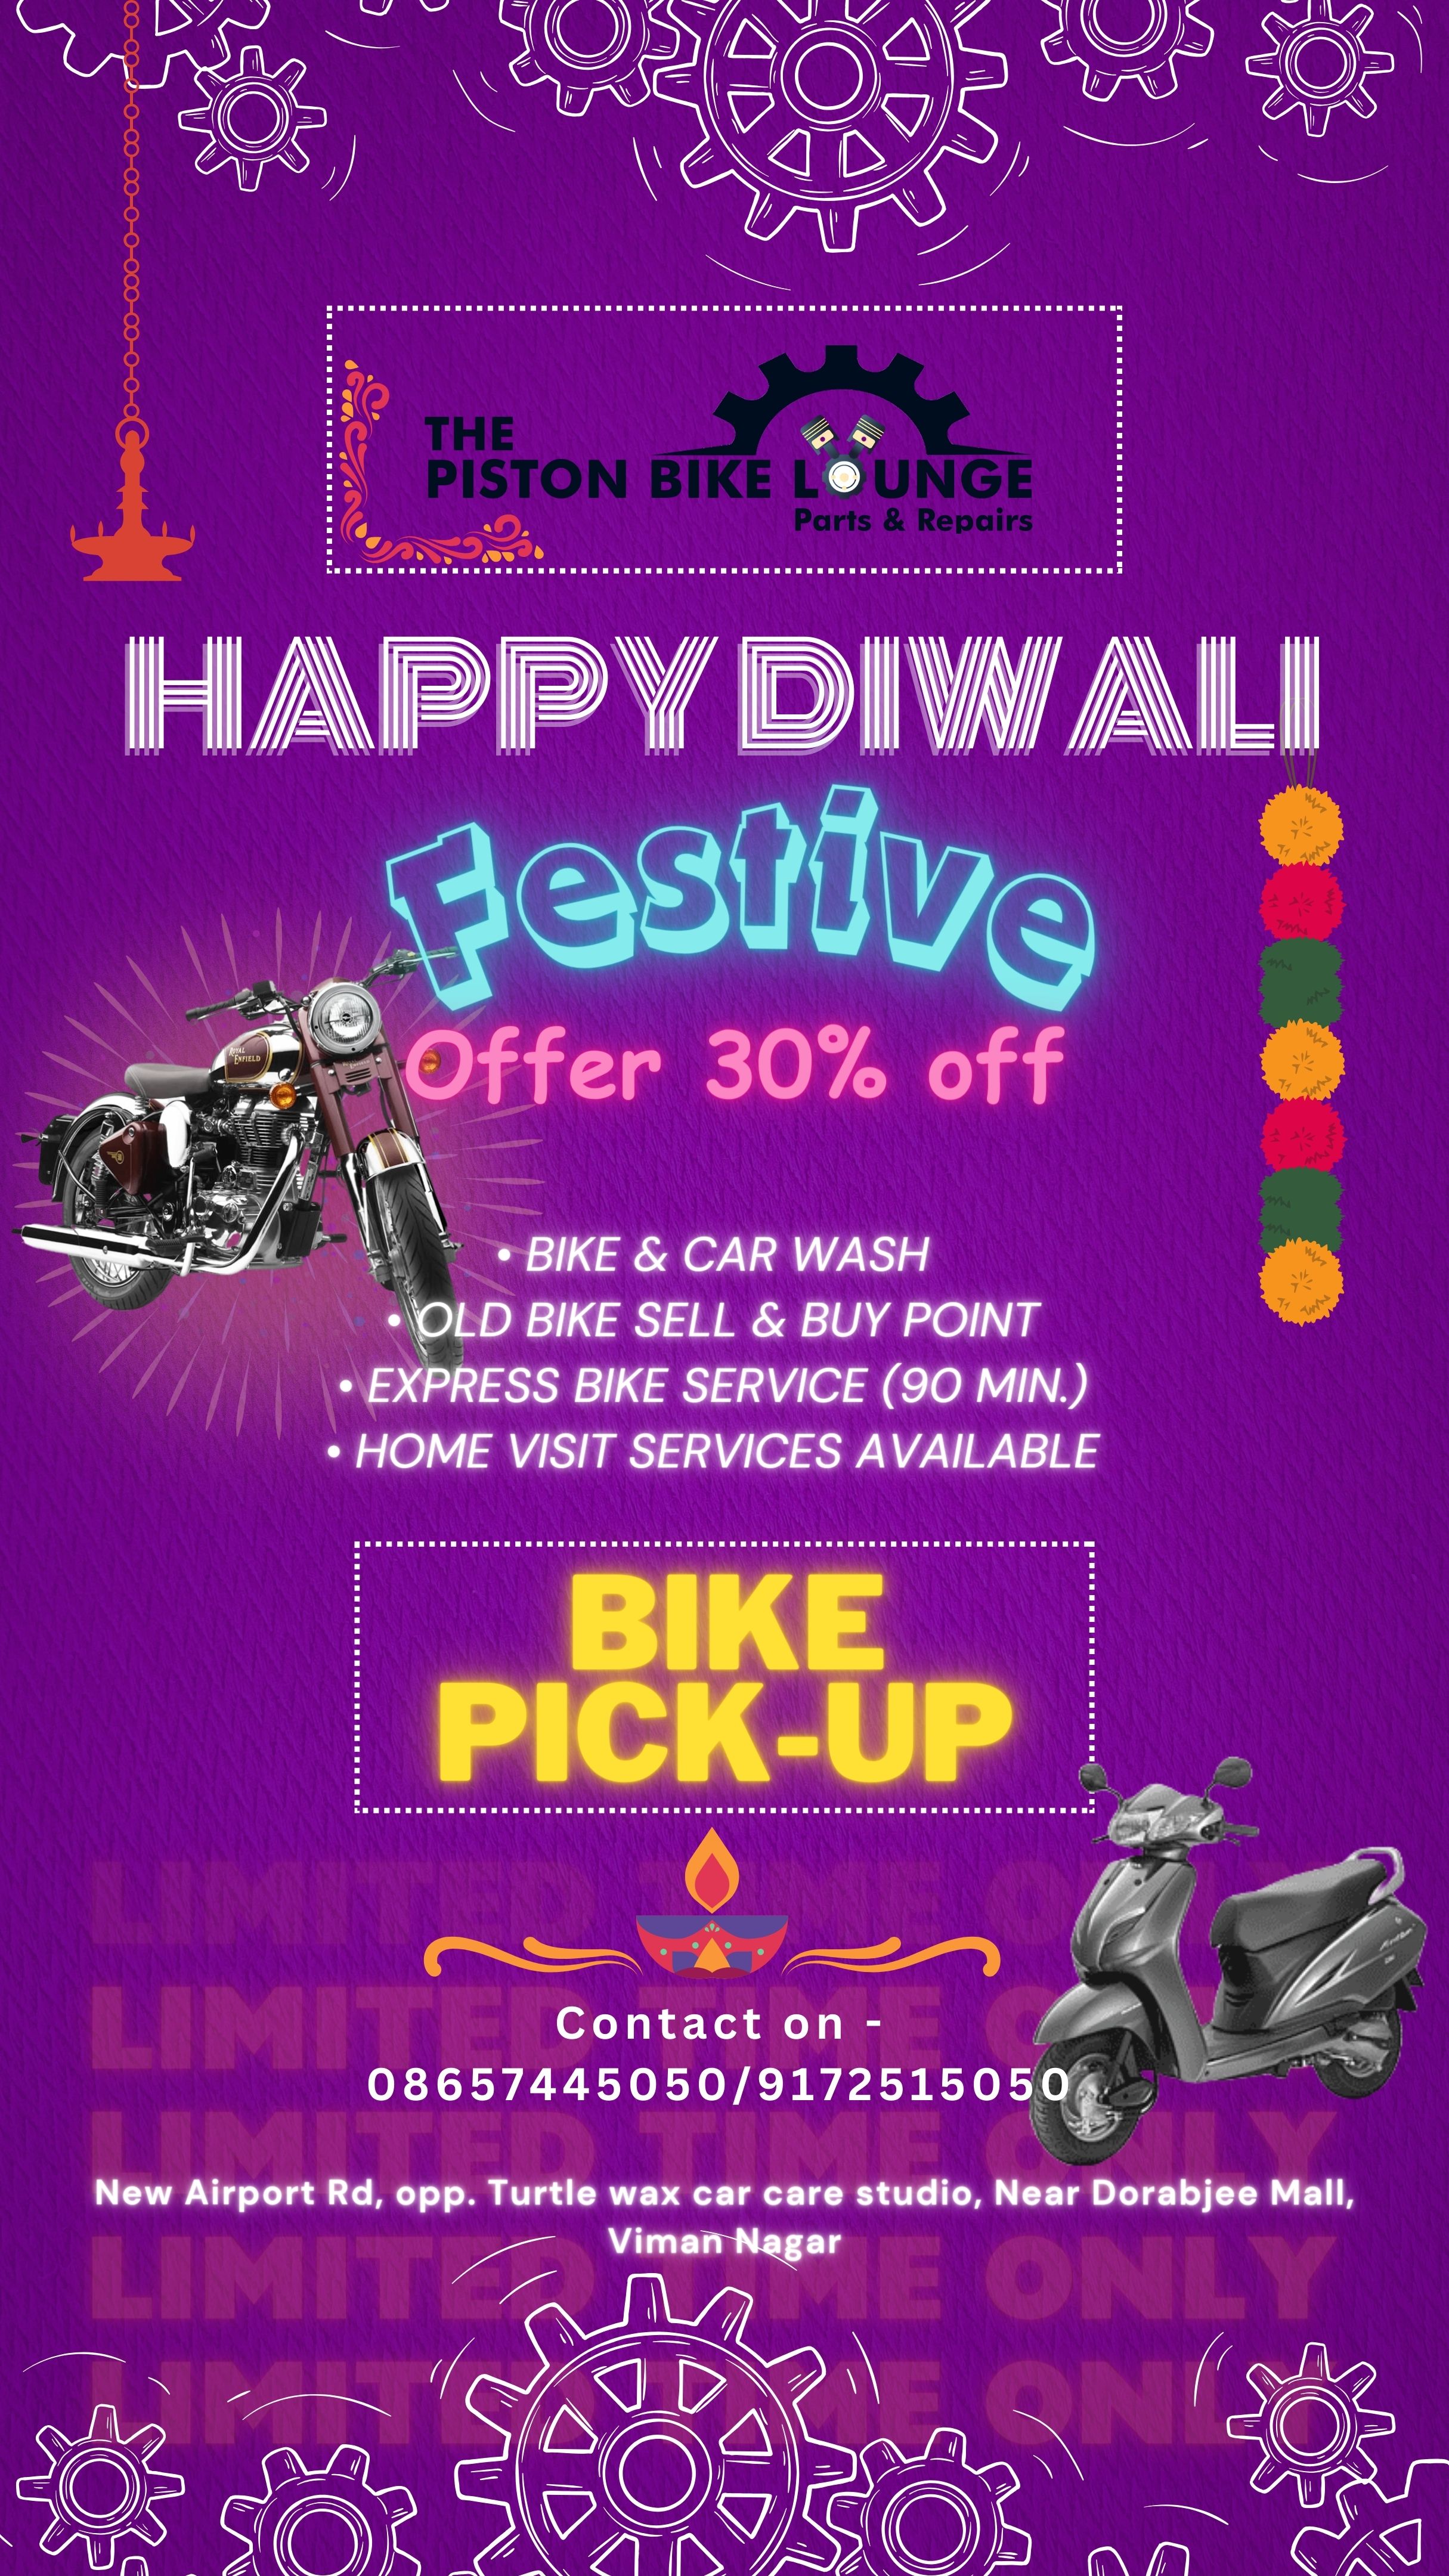 THE
PISTON BIKE LOUNGE
Parts & Repairs
HAPPY DIWALI
Festive
ROYAL
ENFIELD
Offer 30% off
• BIKE & CAR WASH
• OLD BIKE SELL & BUY POINT
• EXPRESS BIKE SERVICE (90 MIN.)
• HOME VISIT SERVICES AVAILABLE
BIKE
PICK-UP
LIMITED TIME ONLY
LIMITED TIME ONLY
Contact on -
08657445050/9172515050
LIMITED TIME ONLY
New Airport Rd, opp. Turtle wax car care studio, Near Dorabjee Mall,
Viman Nagar
LIMITED TIME ONLY
LIMITED TIME ONLY